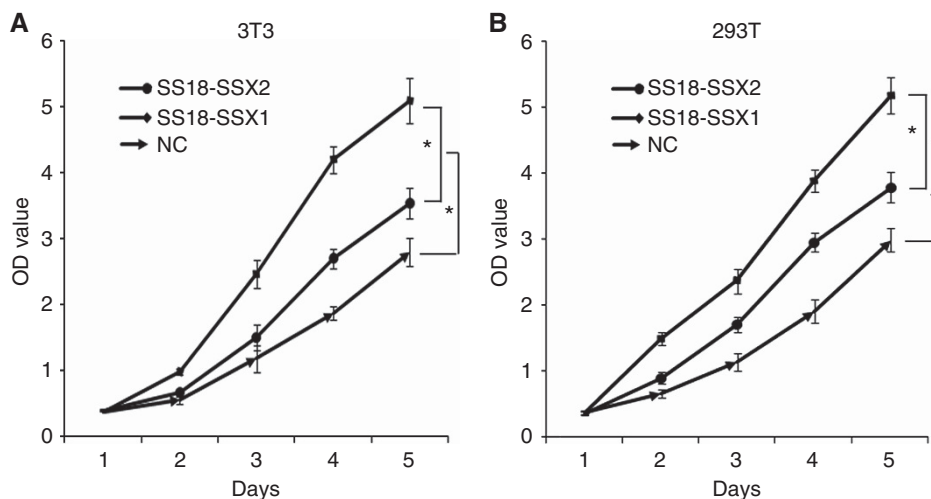 A
3T3
6
5
4
3
2
1
0
OD value
SS18-SSX2
SS18-SSX1
NC
*
*
1 2 3 4 5
Days
B
293T
6
5
4
3
2
1
0
OD value
SS18-SSX2
SS18-SSX1
NC
*
1 2 3 4 5
Days